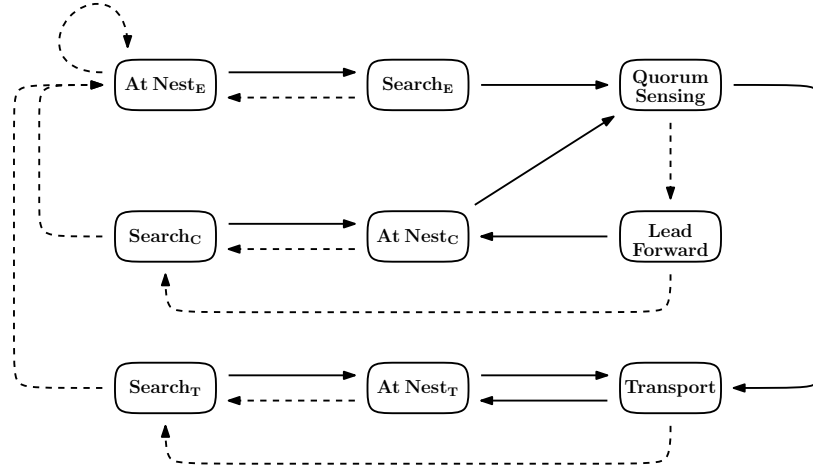 At Nest_E
Search_E
Quorum
Sensing
Search_C
At Nest_C
Lead
Forward
Search_T
At Nest_T
Transport